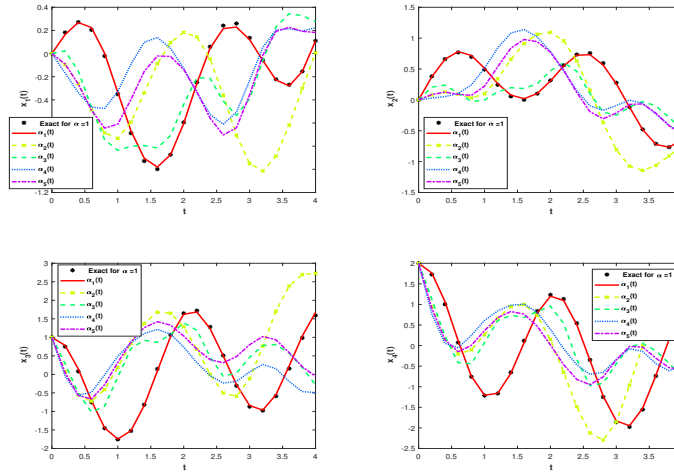 0.4
0.2
0
-0.2
-0.4
-0.6
-0.8
-1
-1.2
x₁(t)
Exact for α=1
α₁(t)
α₂(t)
α₃(t)
α₄(t)
α₅(t)
0 0.5 1 1.5 2 2.5 3 3.5 4
t
1.5
1
0.5
0
-0.5
-1
-1.5
x₂(t)
Exact for α=1
α₁(t)
α₂(t)
α₃(t)
α₄(t)
α₅(t)
0 0.5 1 1.5 2 2.5 3 3.5
t
3
2.5
2
1.5
1
0.5
0
-0.5
-1
-1.5
-2
x₃(t)
Exact for α=1
α₁(t)
α₂(t)
α₃(t)
α₄(t)
α₅(t)
0 0.5 1 1.5 2 2.5 3 3.5 4
t
2
1.5
1
0.5
0
-0.5
-1
-1.5
-2
-2.5
x₄(t)
Exact for α=1
α₁(t)
α₂(t)
α₃(t)
α₄(t)
α₅(t)
0 0.5 1 1.5 2 2.5 3 3.5
t